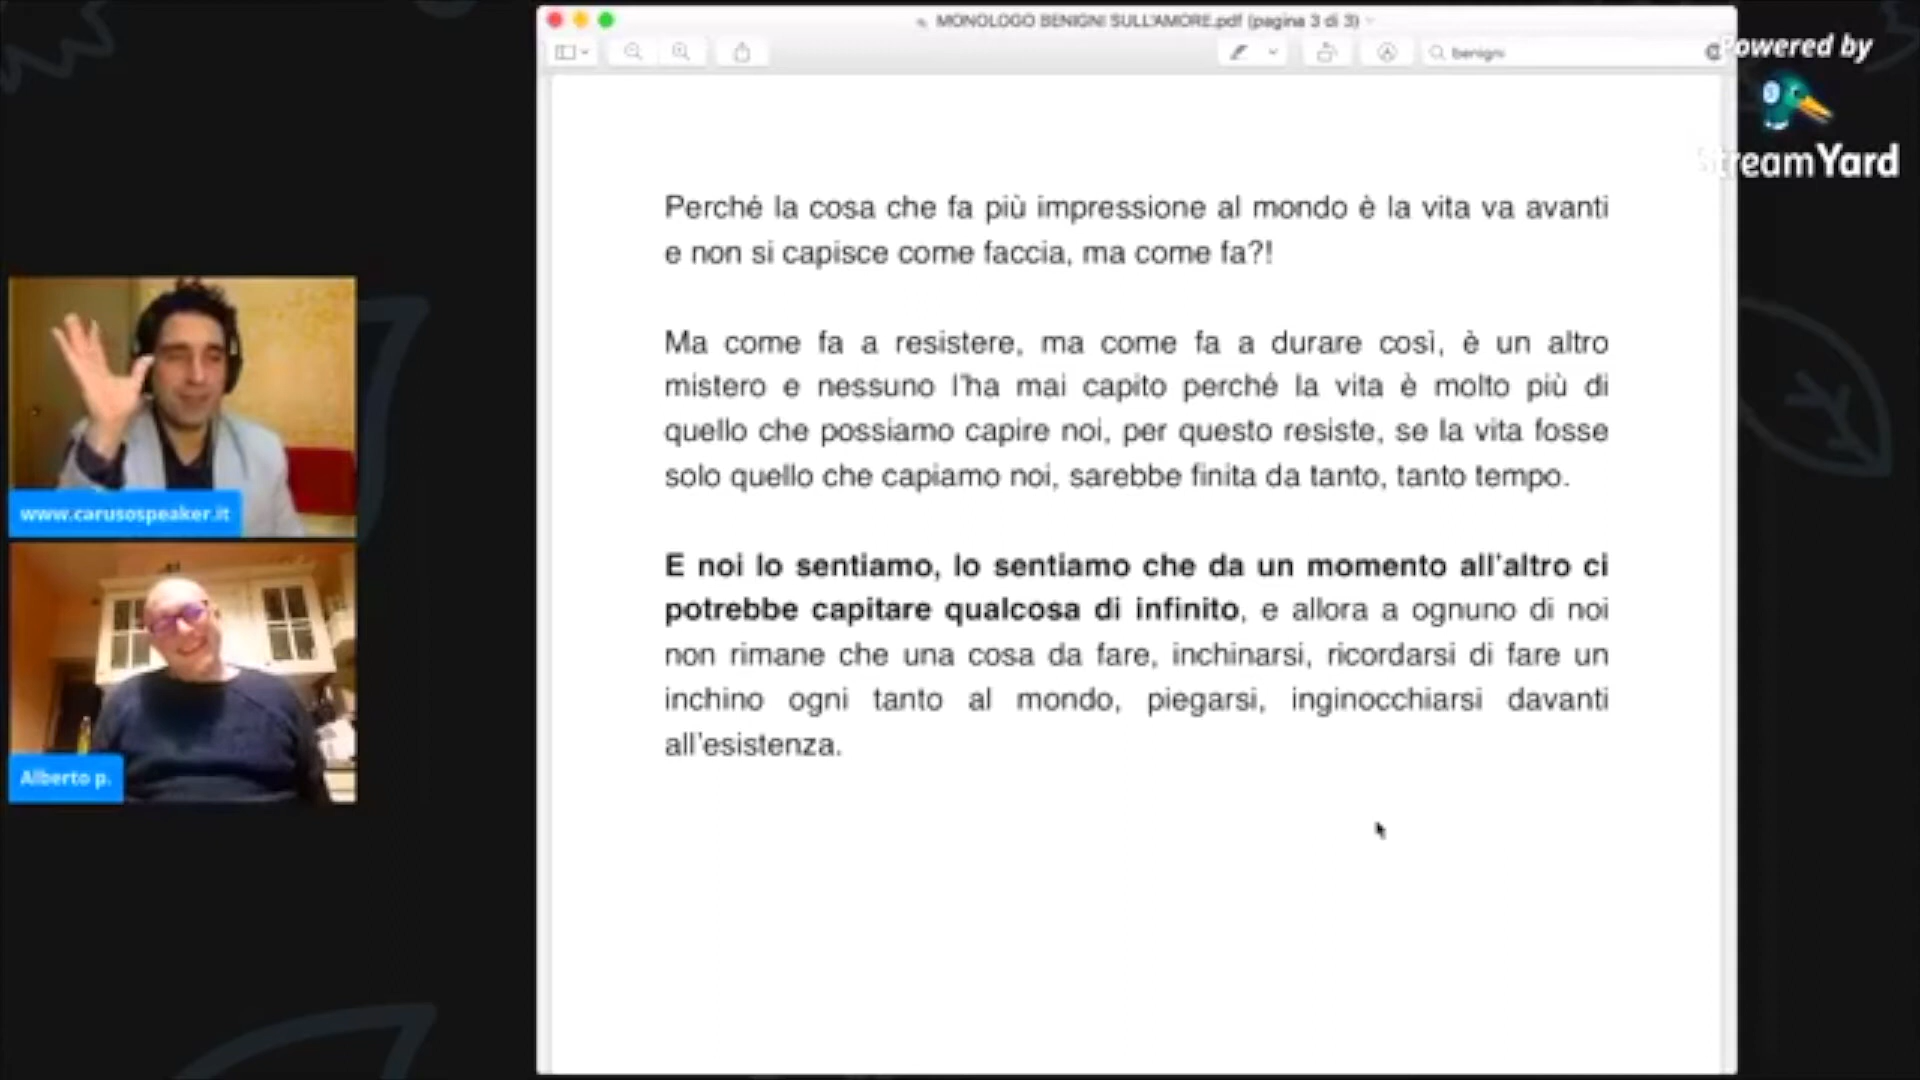 MONOLOGO BENIGNI SULL'AMORE.pdf (pagina 3 di 3)
benigni
Powered by
StreamYard
Perché la cosa che fa più impressione al mondo è la vita va avanti
e non si capisce come faccia, ma come fa?!
Ma come fa a resistere, ma come fa a durare così, è un altro
mistero e nessuno l'ha mai capito perché la vita è molto più di
quello che possiamo capire noi, per questo resiste, se la vita fosse
solo quello che capiamo noi, sarebbe finita da tanto, tanto tempo.
E noi lo sentiamo, lo sentiamo che da un momento all'altro ci
potrebbe capitare qualcosa di infinito, e allora a ognuno di noi
non rimane che una cosa da fare, inchinarsi, ricordarsi di fare un
inchino ogni tanto al mondo, piegarsi, inginocchiarsi davanti
all'esistenza.
www.carusospeaker.it
Alberto p.